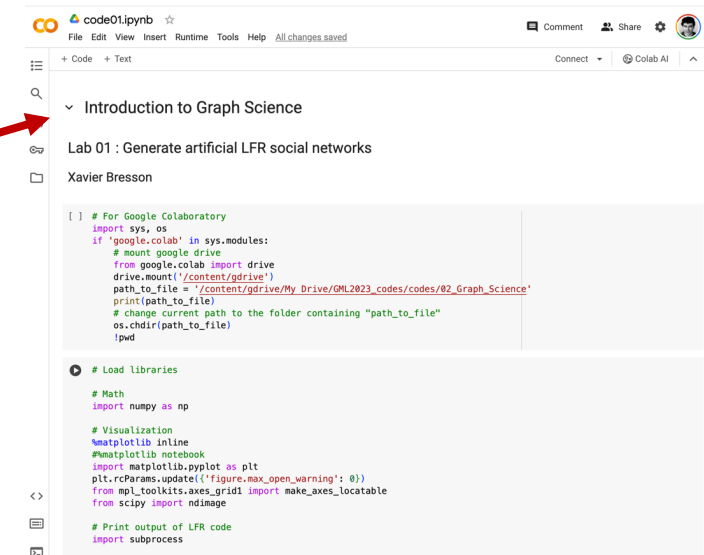 code01.ipynb
Comment
Share
File Edit View Insert Runtime Tools Help All changes saved
+ Code + Text
Connect
Colab AI
Introduction to Graph Science
Lab 01 : Generate artificial LFR social networks
Xavier Bresson
[ ] # For Google Colaboratory
import sys, os
if 'google.colab' in sys.modules:
    # mount google drive
    from google.colab import drive
    drive.mount('/content/gdrive')
    path_to_file = '/content/gdrive/My Drive/GML2023_codes/codes/02_Graph_Science'
    print(path_to_file)
    # change current path to the folder containing "path_to_file"
    os.chdir(path_to_file)
    !pwd
# Load libraries
# Math
import numpy as np
# Visualization
%matplotlib inline
#%matplotlib notebook
import matplotlib.pyplot as plt
plt.rcParams.update({'figure.max_open_warning': 0})
from mpl_toolkits.axes_grid1 import make_axes_locatable
from scipy import ndimage
# Print output of LFR code
import subprocess